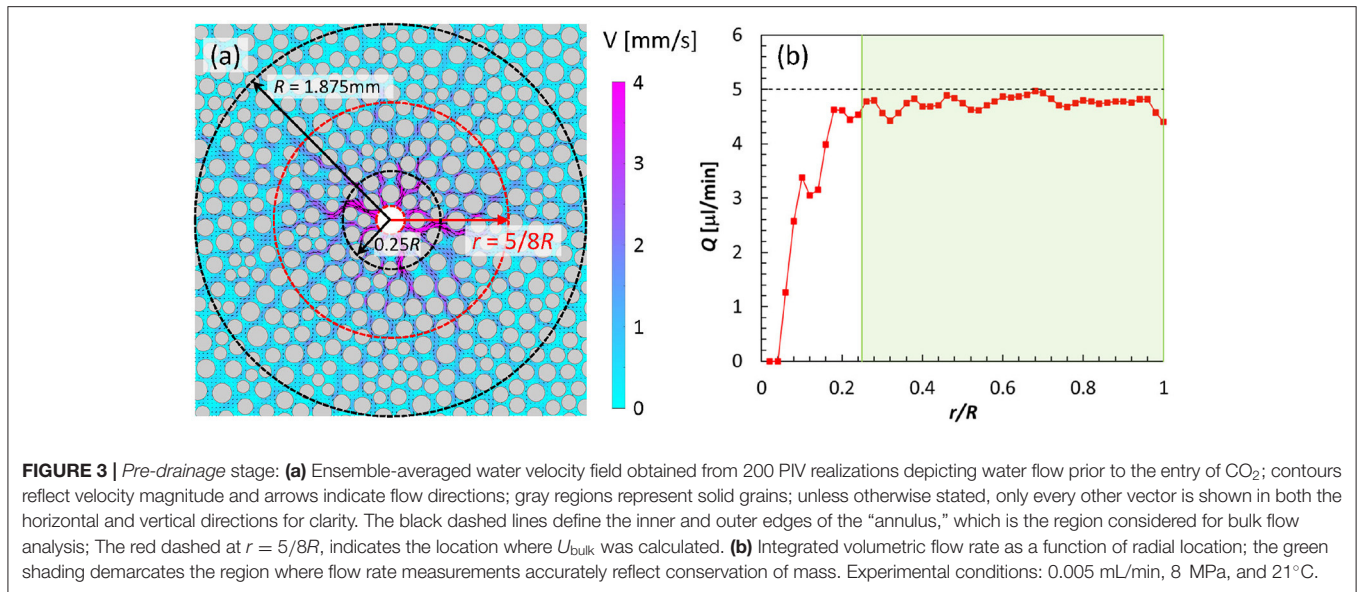 (a)
R = 1.875mm
0.25R
r = 5/8R
V [mm/s]
4
3
2
1
0
(b)
Q [µl/min]
6
5
4
3
2
1
0
0 0.2 0.4 0.6 0.8 1
r/R
FIGURE 3 | Pre-drainage stage: (a) Ensemble-averaged water velocity field obtained from 200 PIV realizations depicting water flow prior to the entry of CO₂; contours
reflect velocity magnitude and arrows indicate flow directions; gray regions represent solid grains; unless otherwise stated, only every other vector is shown in both the
horizontal and vertical directions for clarity. The black dashed lines define the inner and outer edges of the “annulus,” which is the region considered for bulk flow
analysis; The red dashed at r = 5/8R, indicates the location where Ubulk was calculated. (b) Integrated volumetric flow rate as a function of radial location; the green
shading demarcates the region where flow rate measurements accurately reflect conservation of mass. Experimental conditions: 0.005 mL/min, 8 MPa, and 21°C.